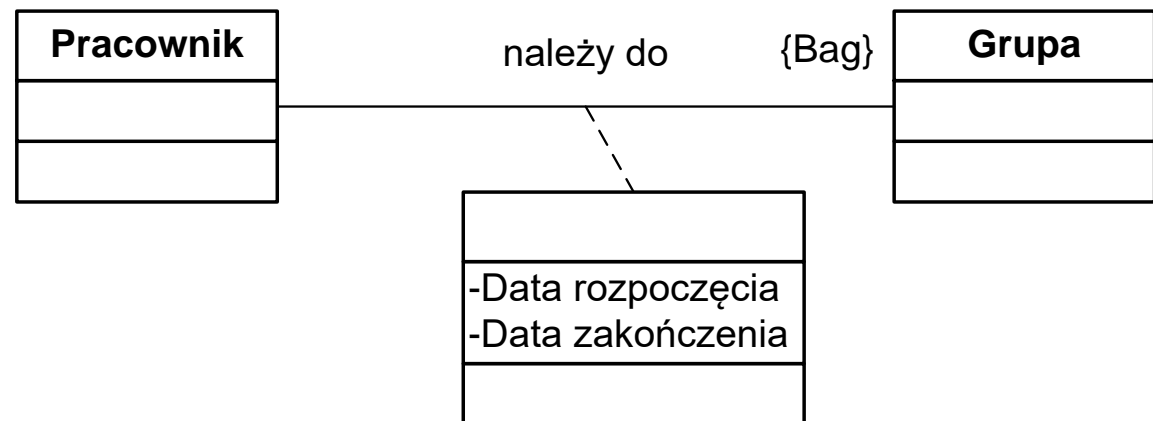 Pracownik
należy do
{Bag}
Grupa
-Data rozpoczęcia
-Data zakończenia